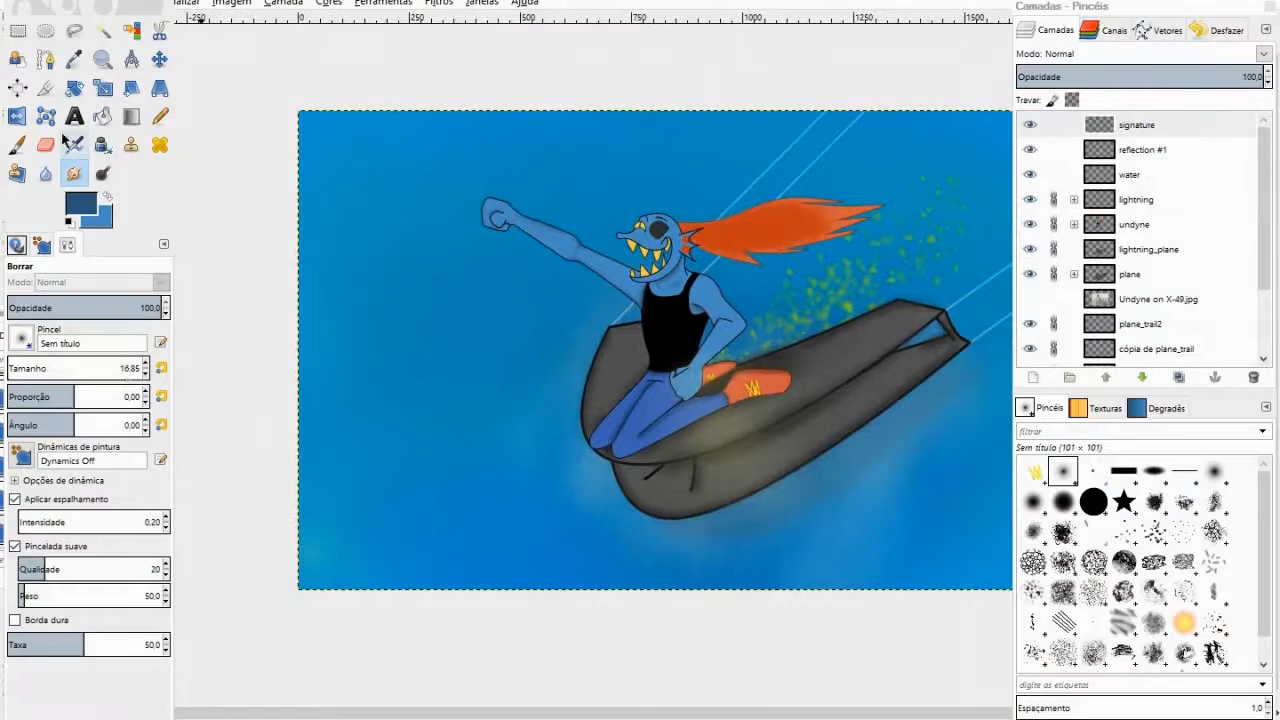 Imagem Camada Cores Ferramentas Filtros Janelas Ajuda
-250 0 250 500 750 1000 1250 1500
Borrar
Modo: Normal
Opacidade 100,0
Pincel
Sem título
Tamanho 16,85
Proporção 0,00
Ângulo 0,00
Dinâmicas de pintura
Dynamics Off
Opções de dinâmica
Aplicar espalhamento
Intensidade 0,20
Pincelada suave
Qualidade 20
Peso 50,0
Borda dura
Taxa 50,0
Camadas - Pincéis
Camadas Canais Vetores Desfazer
Modo: Normal
Opacidade 100,0
Travar:
signature
reflection #1
water
lightning
undyne
lightning_plane
plane
Undyne on X-49.jpg
plane_trail2
cópia de plane_trail
Pincéis Texturas Degradês
filtrar
Sem título (101 × 101)
digite as etiquetas
Espaçamento 1,0